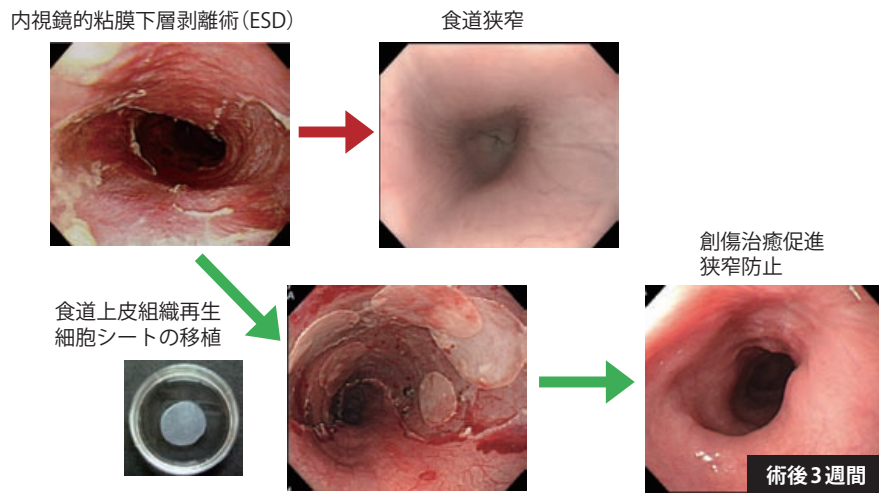 内視鏡的粘膜下層剥離術（ESD）
食道狭窄
創傷治癒促進
狭窄防止
食道上皮組織再生
細胞シートの移植
術後3週間